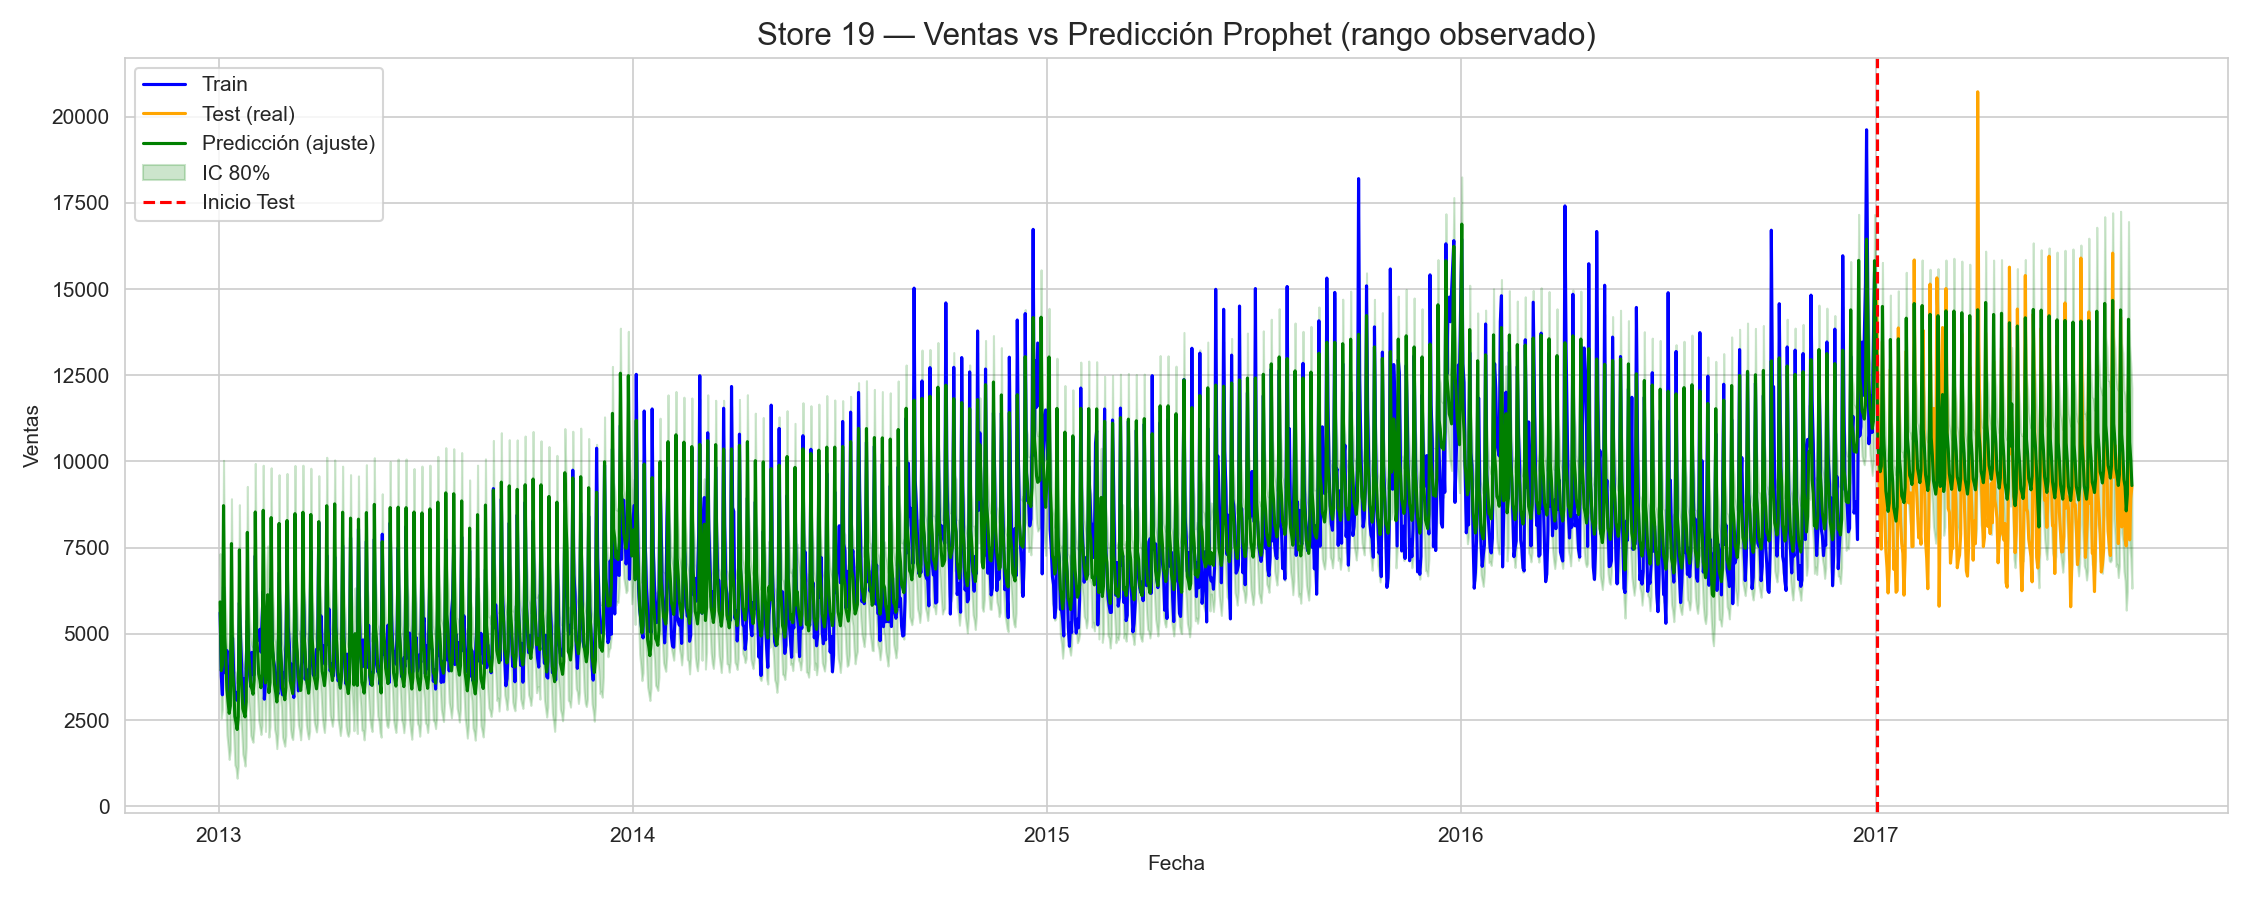 Store 19 — Ventas vs Predicción Prophet (rango observado)
Train
Test (real)
Predicción (ajuste)
IC 80%
Inicio Test
Ventas
20000
17500
15000
12500
10000
7500
5000
2500
0
2013
2014
2015
2016
2017
Fecha